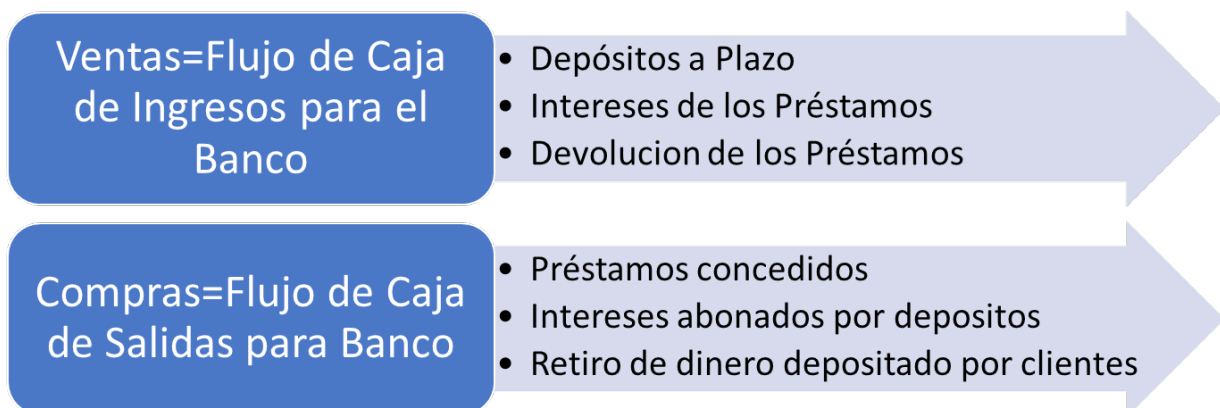 Ventas=Flujo de Caja
de Ingresos para el
Banco
• Depósitos a Plazo
• Intereses de los Préstamos
• Devolucion de los Préstamos
Compras=Flujo de Caja
de Salidas para Banco
• Préstamos concedidos
• Intereses abonados por depositos
• Retiro de dinero depositado por clientes